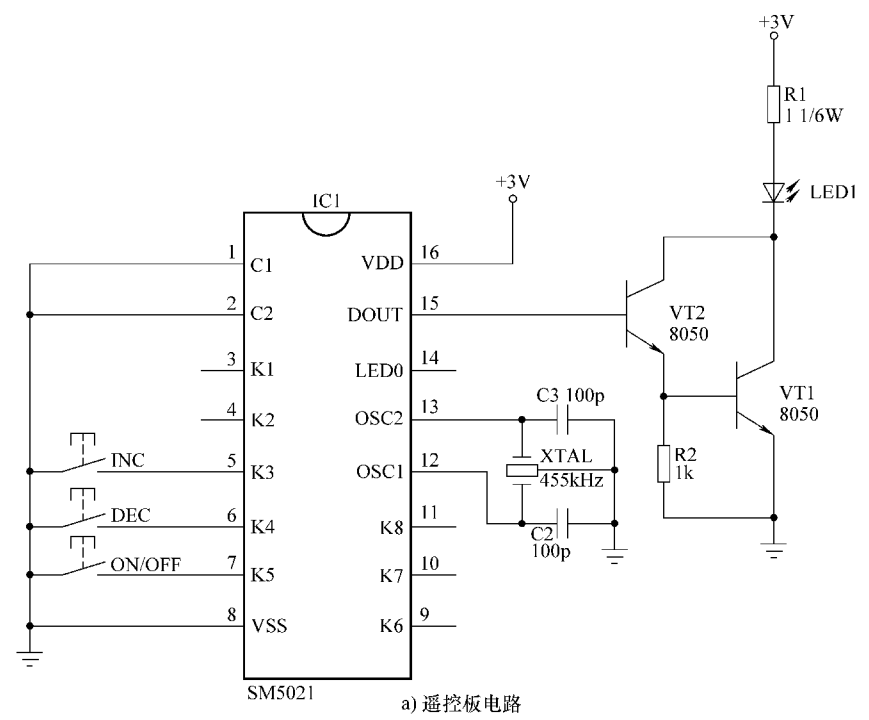 +3V
R1
1 1/6W
LED1
+3V
IC1
1 C1 VDD 16
2 C2 DOUT 15
VT2
8050
3 K1 LED0 14
4 K2 OSC2 13
C3 100p
VT1
8050
INC 5 K3 OSC1 12
XTAL
455kHz
R2
1k
DEC 6 K4 K8 11
C2
100p
ON/OFF 7 K5 K7 10
8 VSS K6 9
SM5021
a) 遥控板电路